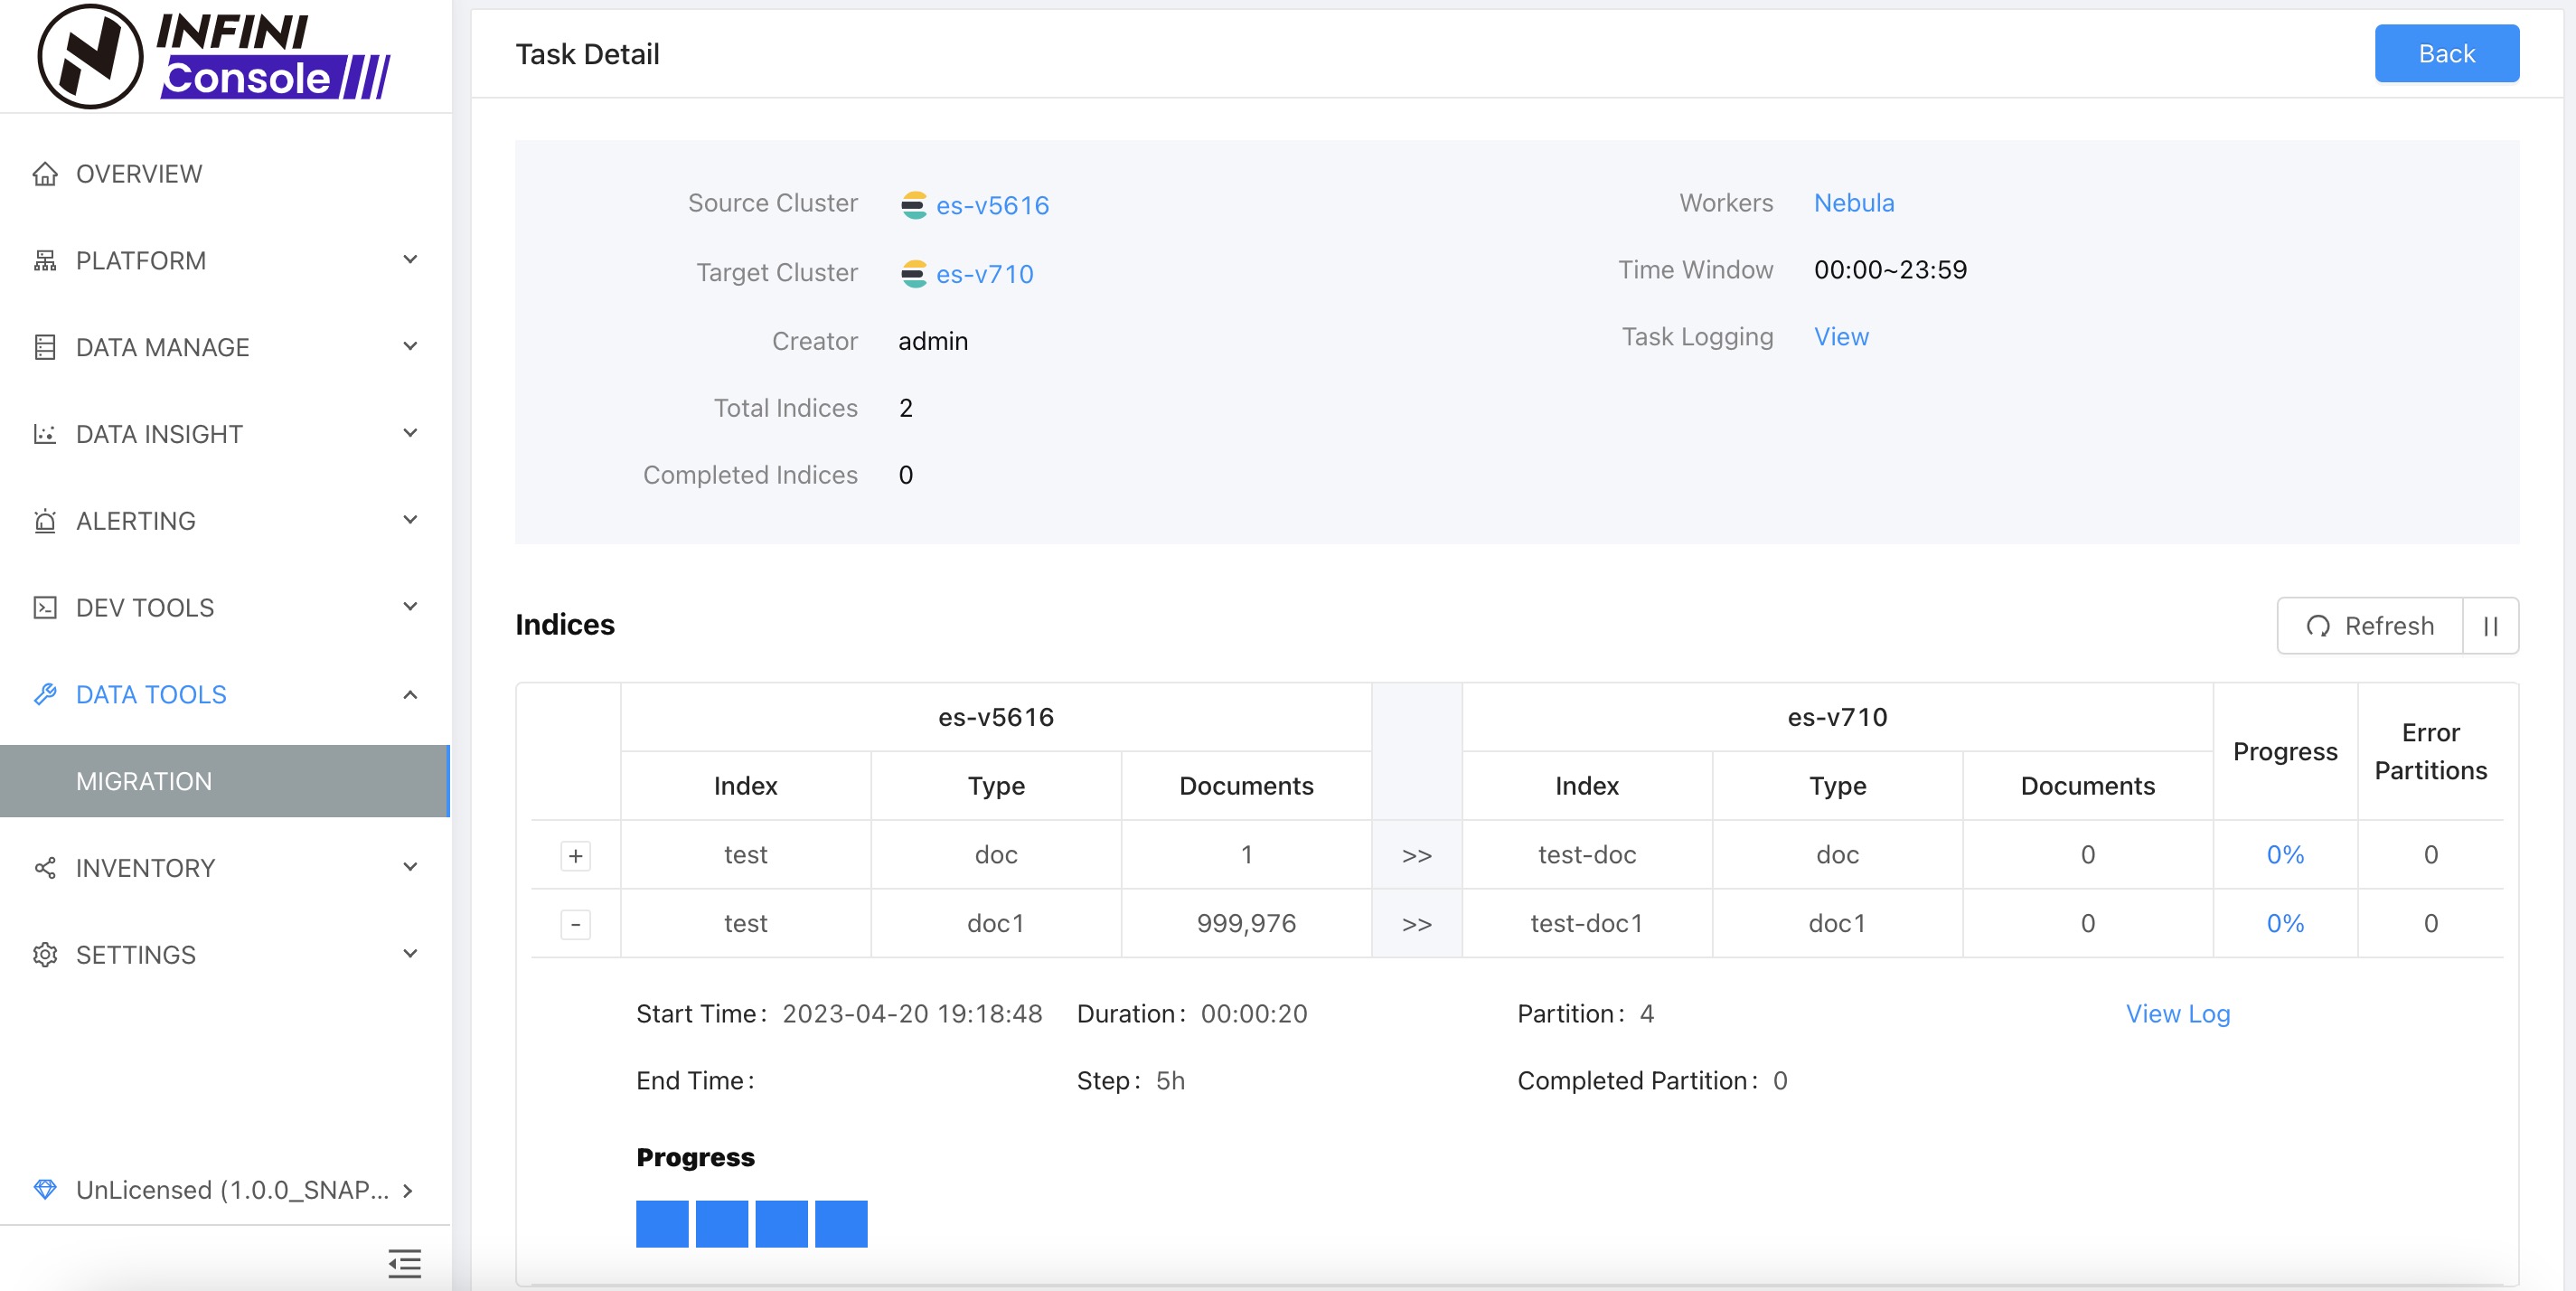 INFINI
Console
OVERVIEW
PLATFORM
DATA MANAGE
DATA INSIGHT
ALERTING
DEV TOOLS
DATA TOOLS
MIGRATION
INVENTORY
SETTINGS
UnLicensed (1.0.0_SNAP...
Task Detail
Back
Source Cluster es-v5616
Workers Nebula
Target Cluster es-v710
Time Window 00:00~23:59
Creator admin
Task Logging View
Total Indices 2
Completed Indices 0
Indices
Refresh
es-v5616 es-v710 Progress Error Partitions
Index Type Documents Index Type Documents
+ test doc 1 >> test-doc doc 0 0% 0
- test doc1 999,976 >> test-doc1 doc1 0 0% 0
Start Time: 2023-04-20 19:18:48 Duration: 00:00:20 Partition: 4 View Log
End Time: Step: 5h Completed Partition: 0
Progress